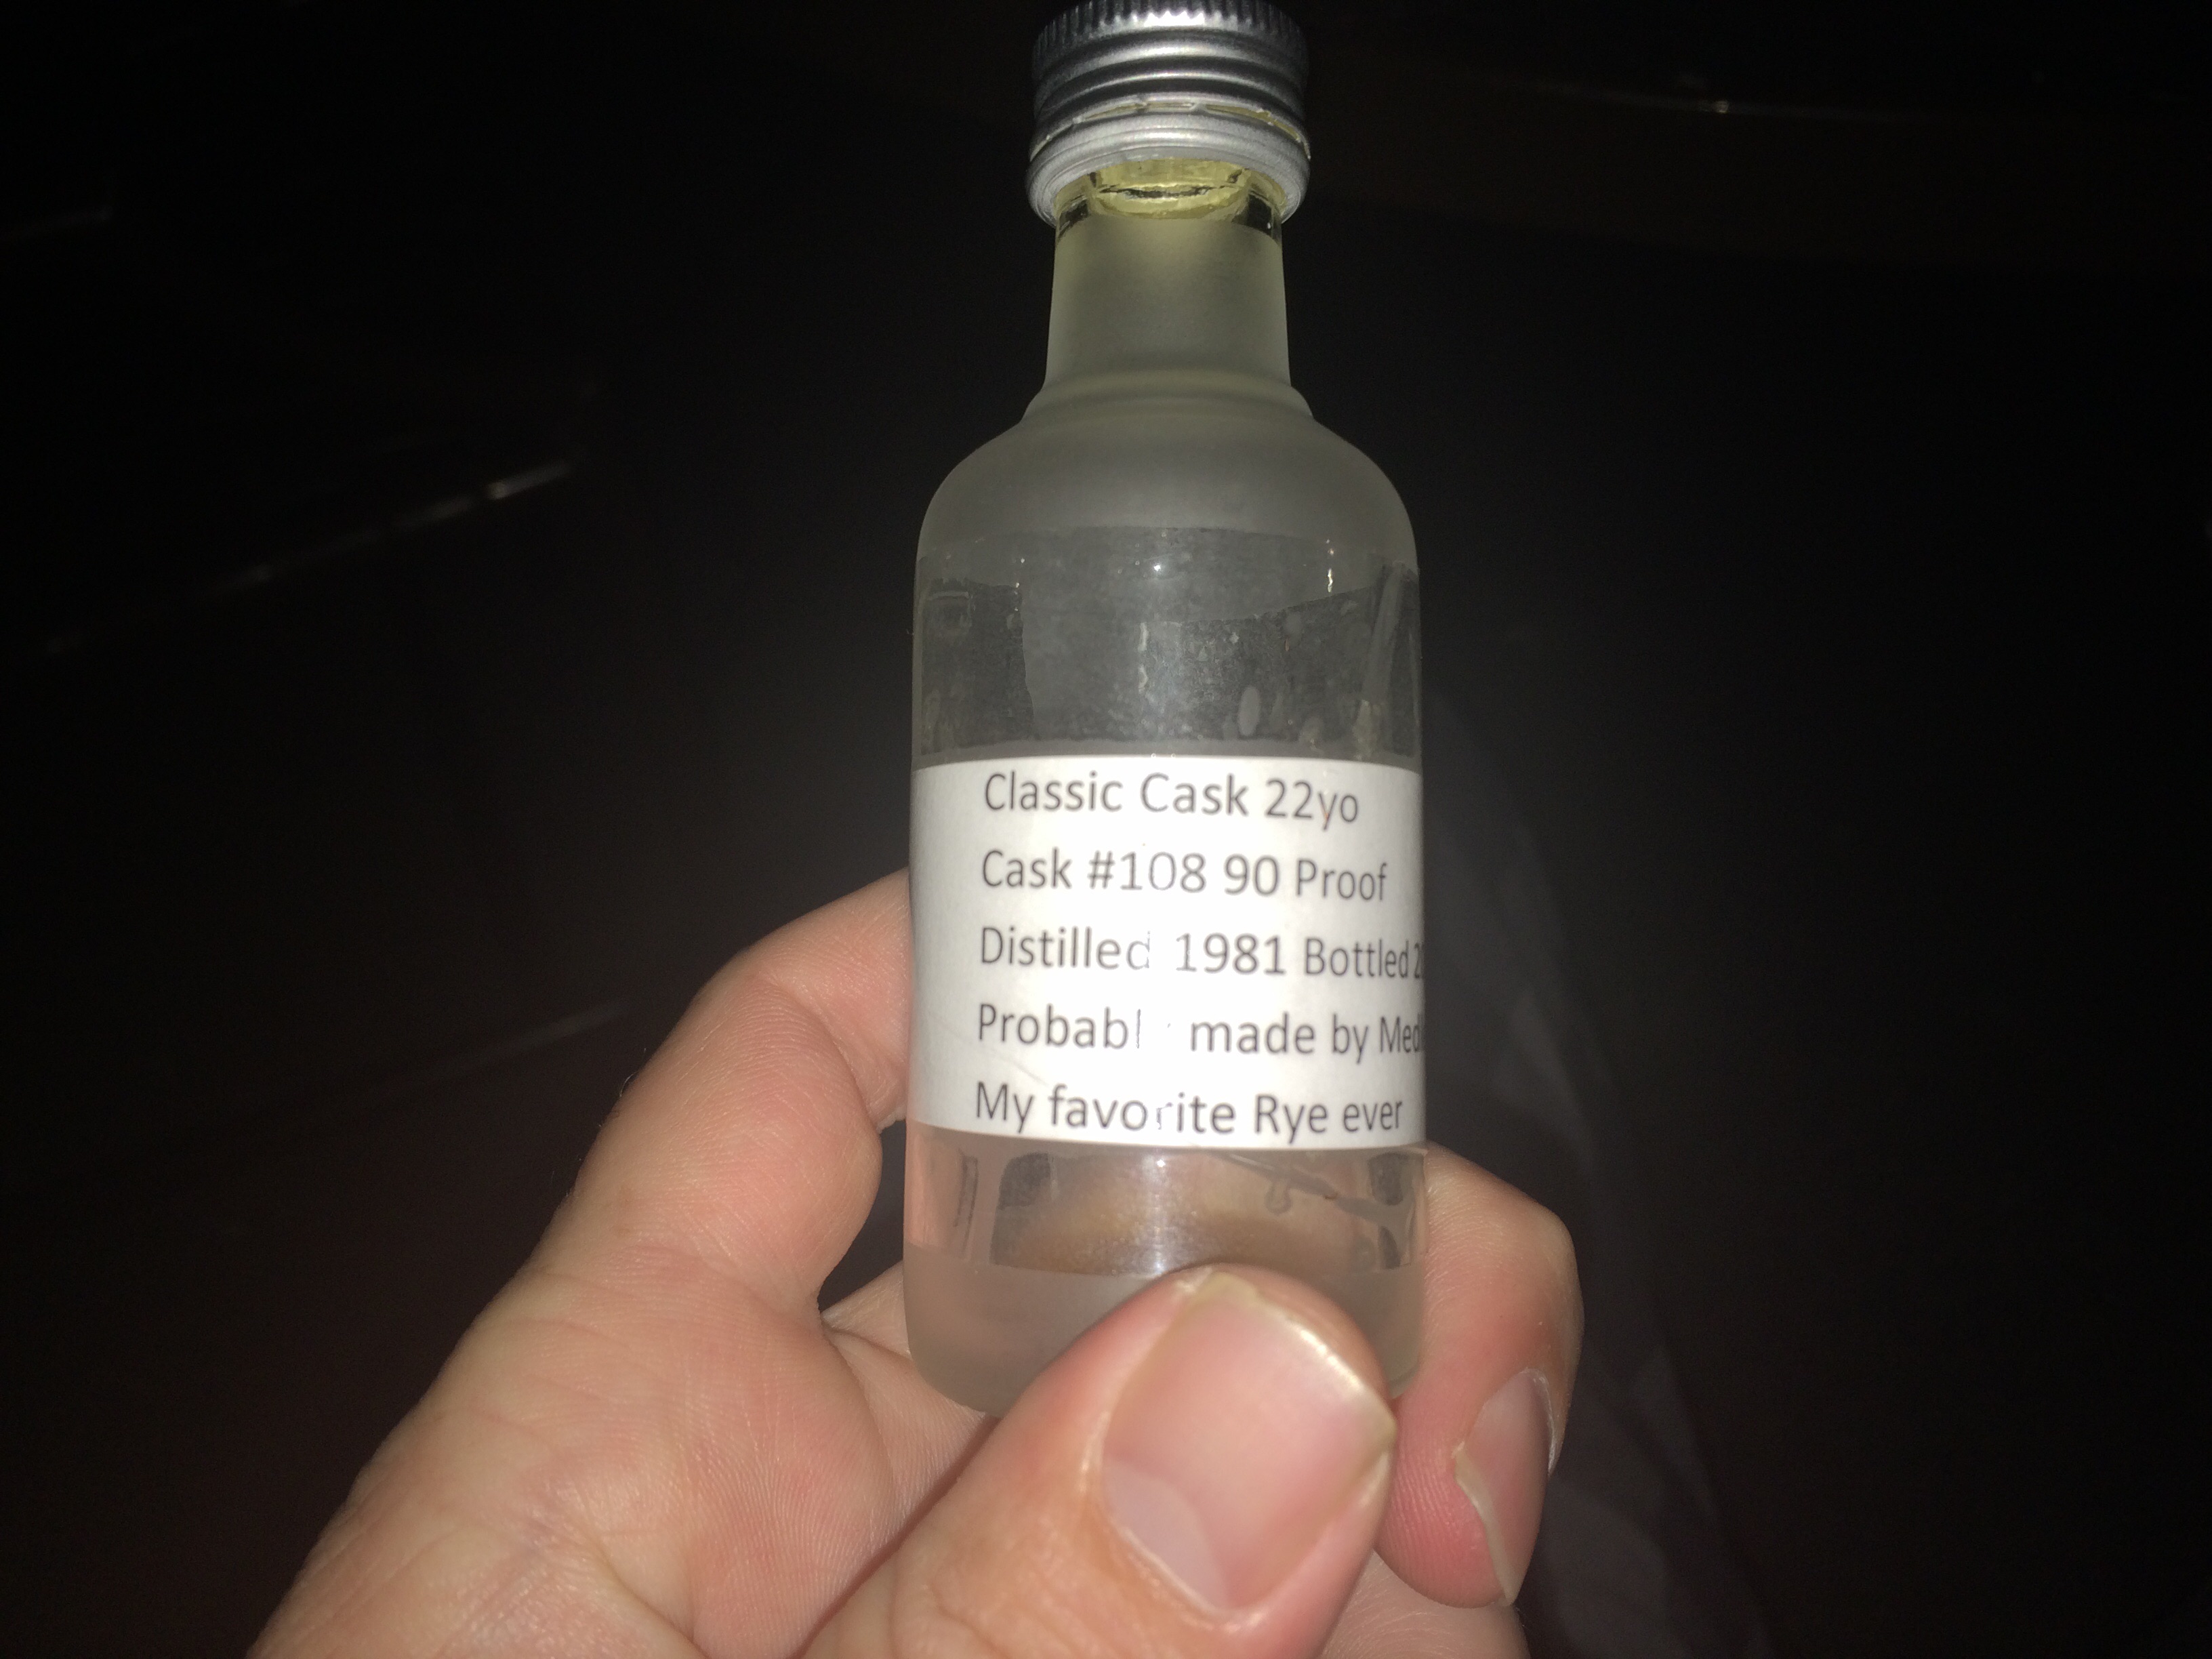 Classic Cask 22yo
Cask #108 90 Proof
Distilled 1981 Bottled
made by
My favorite Rye ever